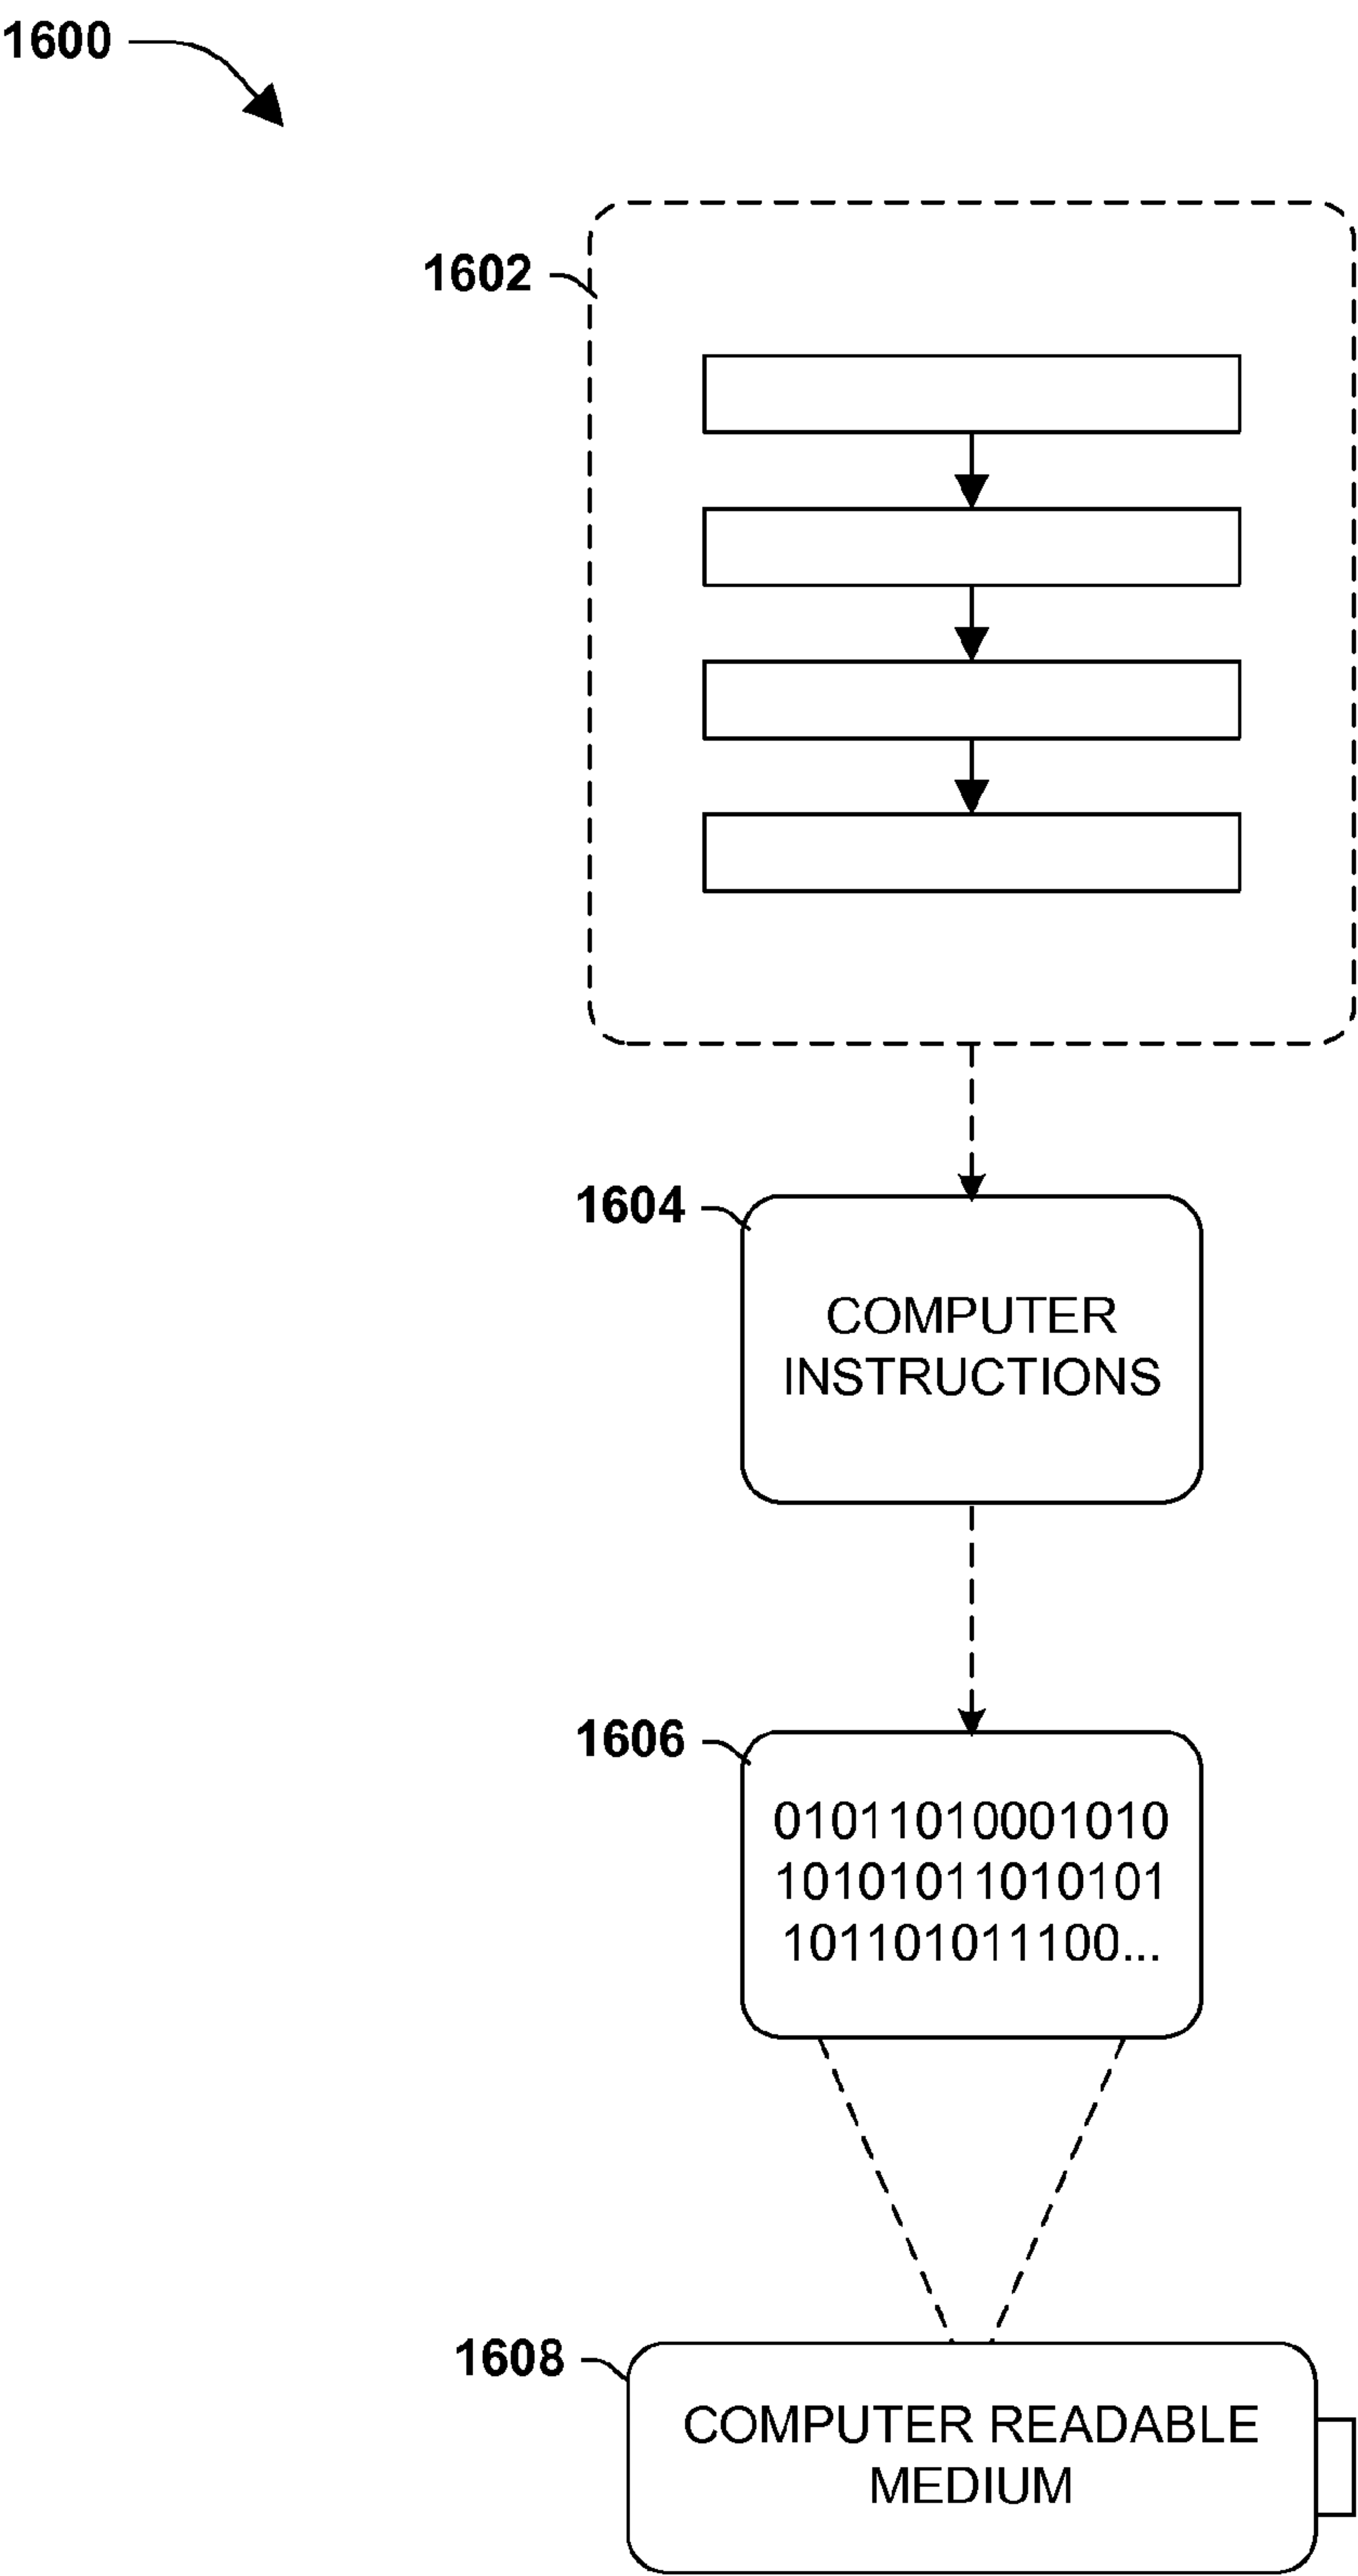 1600
1602
1604
COMPUTER
INSTRUCTIONS
1606
01011010001010
10101011010101
101101011100...
1608
COMPUTER READABLE
MEDIUM